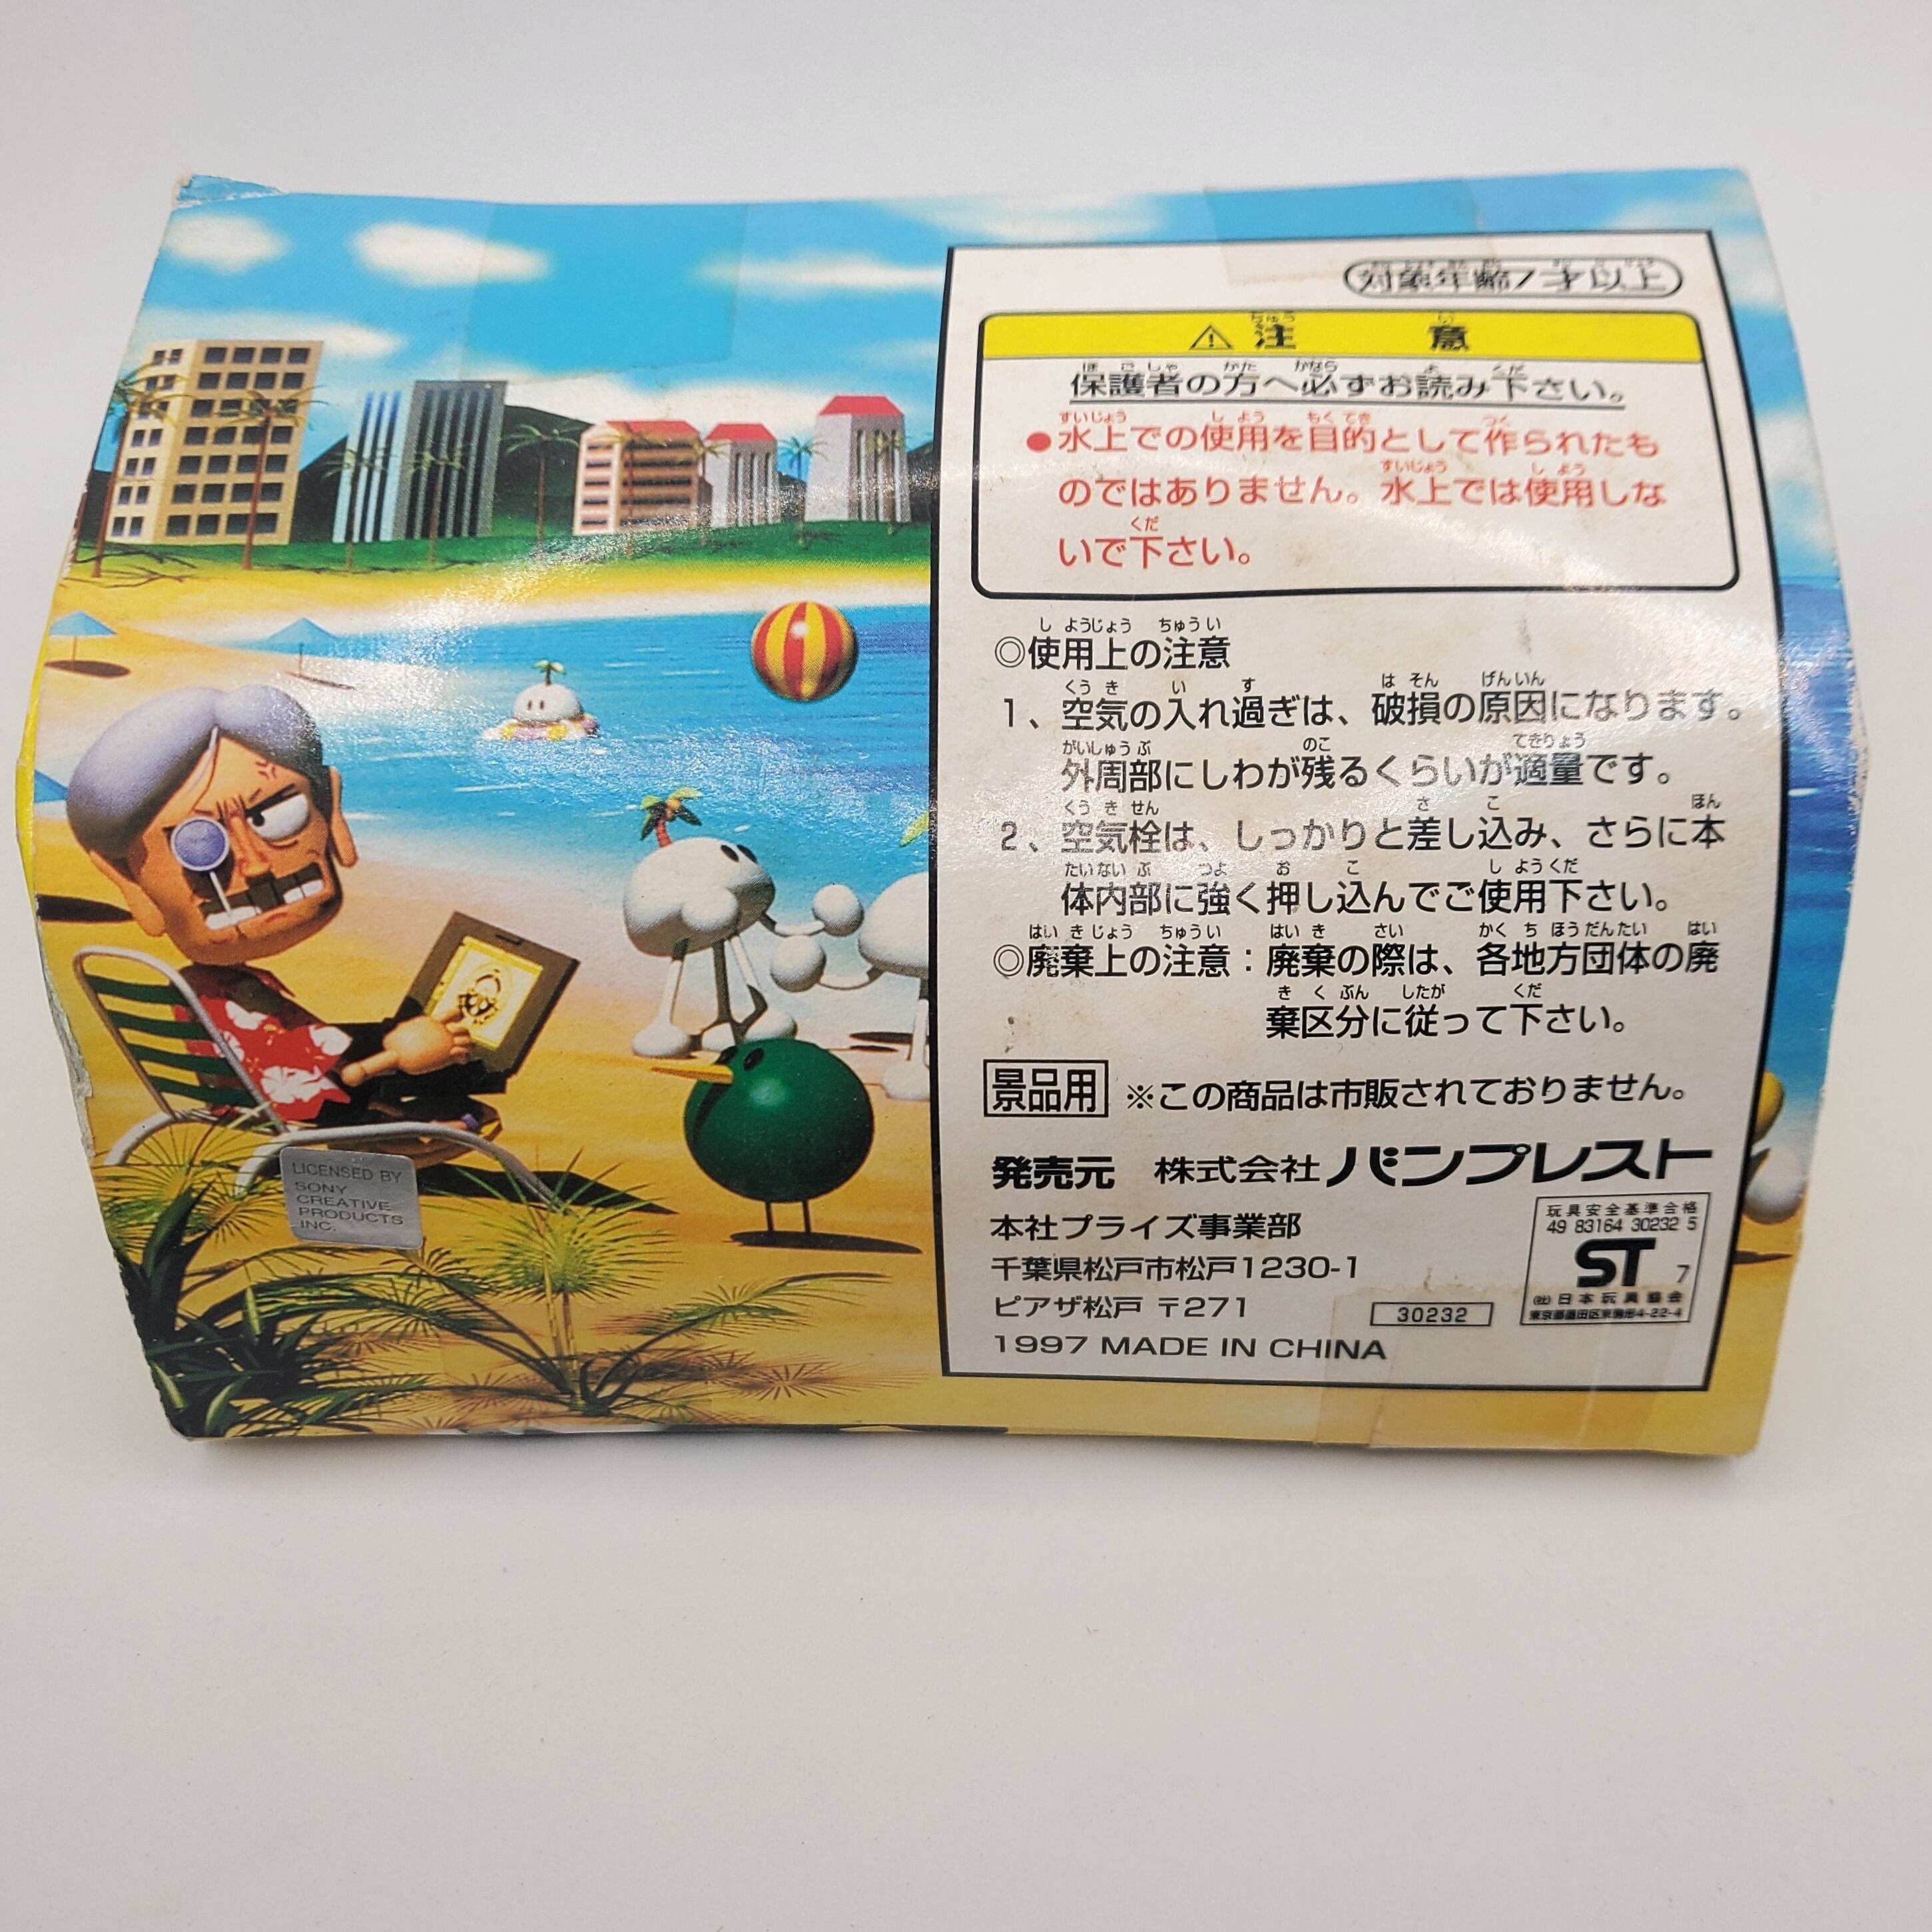 対象年齢7才以上
⚠注意
保護者の方へ必ずお読み下さい。
●水上での使用を目的として作られたも
のではありません。水上では使用しな
いで下さい。
◎使用上の注意
1、空気の入れ過ぎは、破損の原因になります。
外周部にしわが残るくらいが適量です。
2、空気栓は、しっかりと差し込み、さらに本
体内部に強く押し込んでご使用下さい。
◎廃棄上の注意：廃棄の際は、各地方団体の廃
棄区分に従って下さい。
景品用 ※この商品は市販されておりません。
発売元 株式会社バンプレスト
本社プライズ事業部
千葉県松戸市松戸1230-1
ピアザ松戸 〒271
1997 MADE IN CHINA
30232
玩具安全基準合格
49 83164 30232 5
ST 7
(社)日本玩具協会
LICENSED BY
SONY
CREATIVE
PRODUCTS
INC.